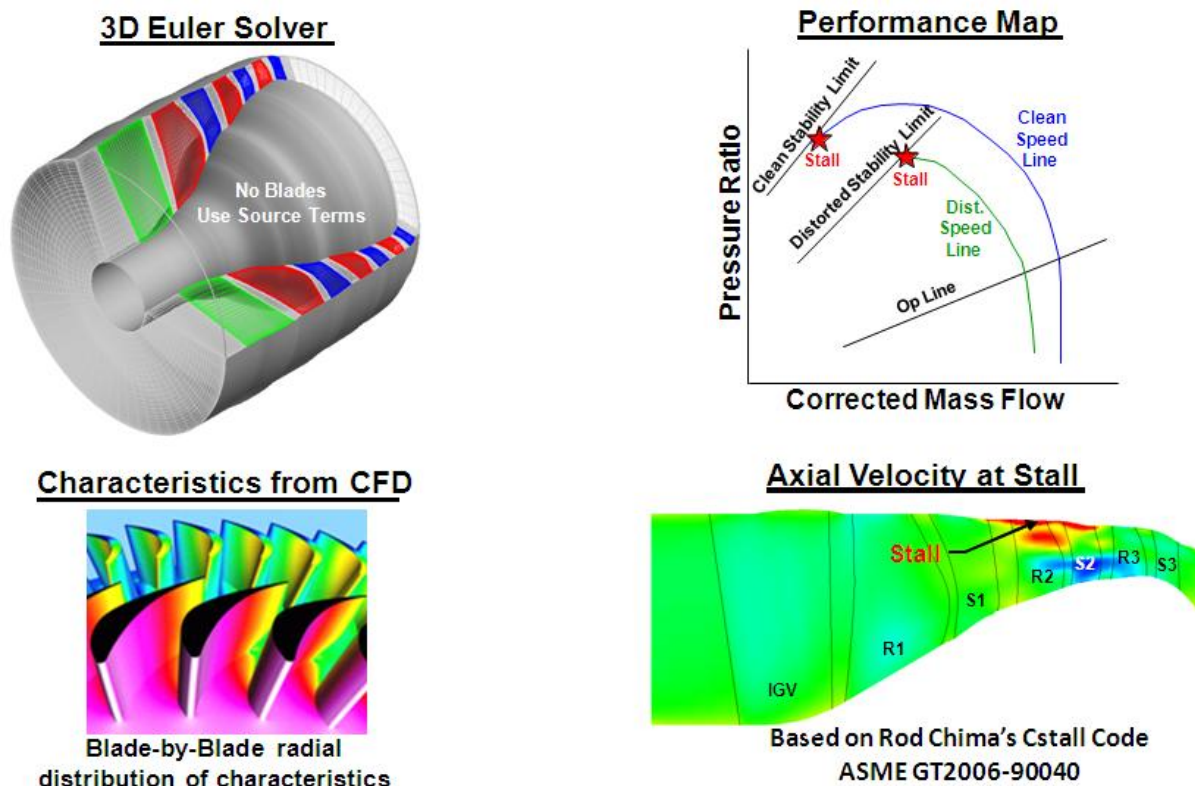 3D Euler Solver
No Blades
Use Source Terms
Performance Map
Pressure Ratio
Clean Stability Limit
Stall
Distorted Stability Limit
Stall
Clean
Speed
Line
Dist.
Speed
Line
Op Line
Corrected Mass Flow
Characteristics from CFD
Blade-by-Blade radial
distribution of characteristics
Axial Velocity at Stall
Stall
IGV
R1
S1
R2
S2
R3
S3
Based on Rod Chima's Cstall Code
ASME GT2006-90040